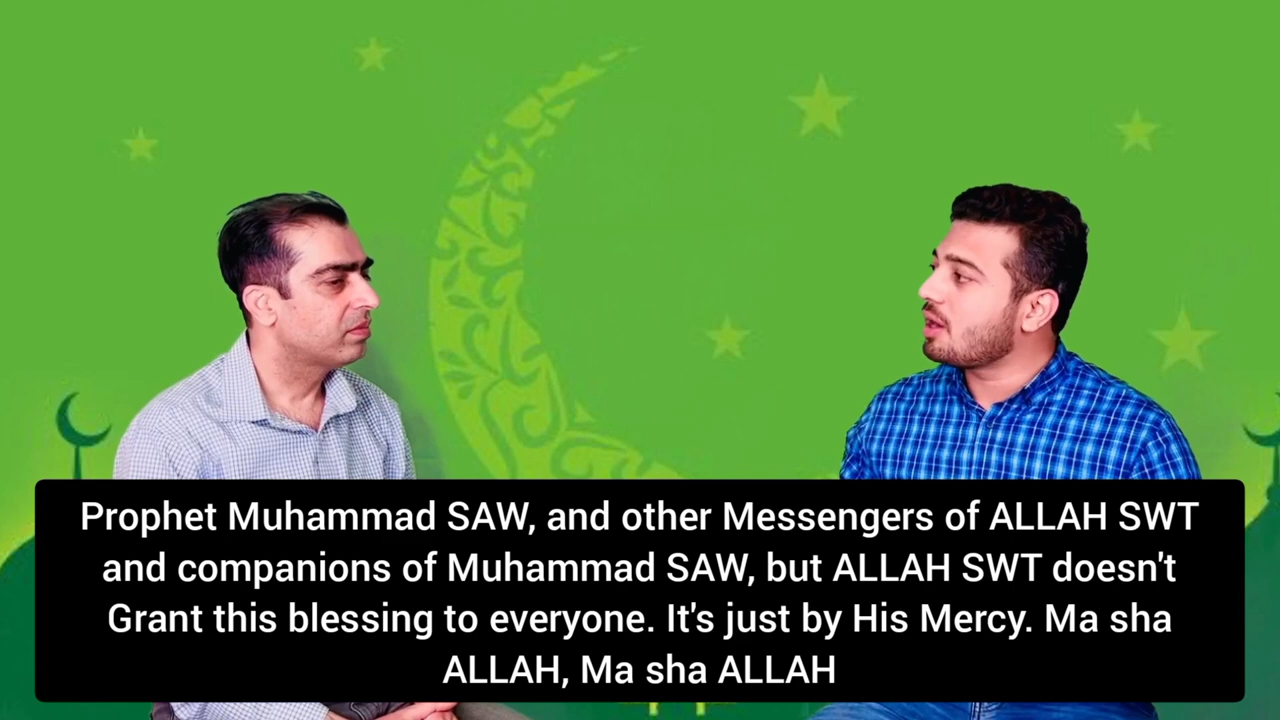 Prophet Muhammad SAW, and other Messengers of ALLAH SWT
and companions of Muhammad SAW, but ALLAH SWT doesn't
Grant this blessing to everyone. It's just by His Mercy. Ma sha
ALLAH, Ma sha ALLAH